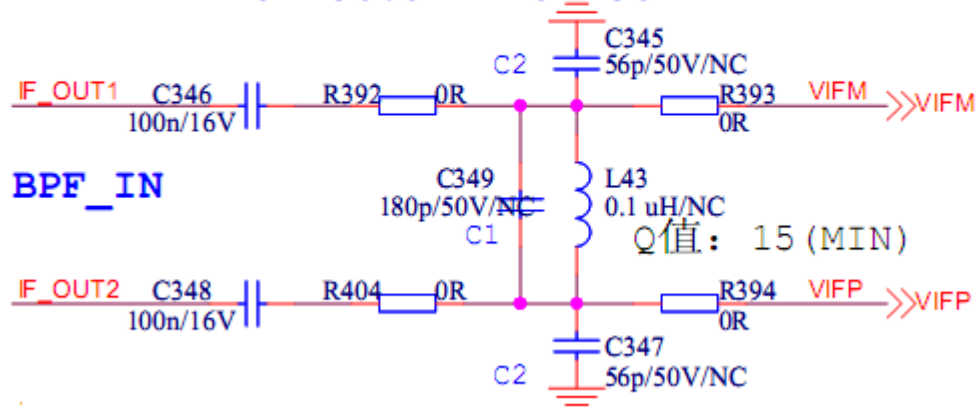 C345
C2
56p/50V/NC
IF_OUT1
C346
R392
0R
R393
VIFM
VIFM
100n/16V
0R
BPF_IN
C349
L43
180p/50V/NC
0.1 uH/NC
C1
Q值: 15(MIN)
IF_OUT2
C348
R404
0R
R394
VIFP
VIFP
100n/16V
0R
C347
C2
56p/50V/NC